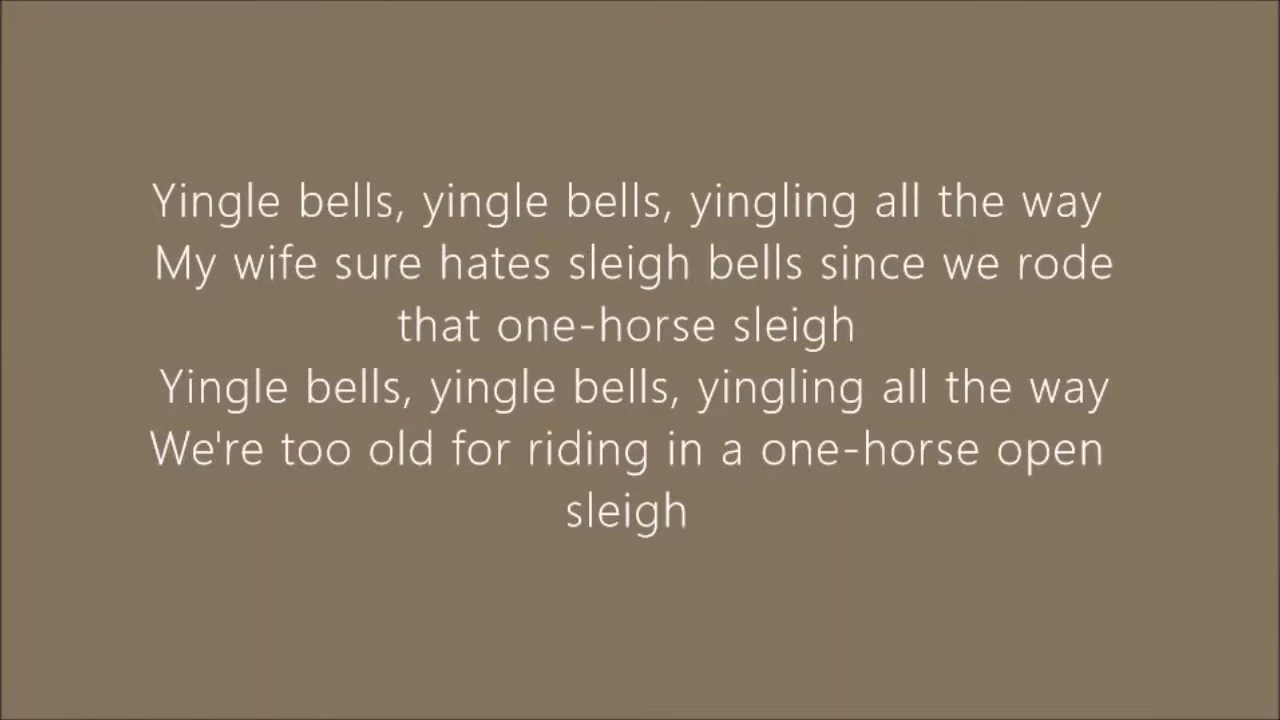 Yingle bells, yingle bells, yingling all the way
My wife sure hates sleigh bells since we rode
that one-horse sleigh
Yingle bells, yingle bells, yingling all the way
We're too old for riding in a one-horse open
sleigh